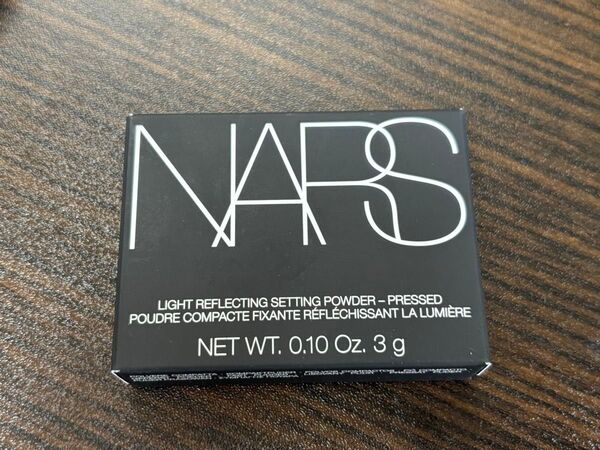 NARS
LIGHT REFLECTING SETTING POWDER – PRESSED
POUDRE COMPACTE FIXANTE RÉFLÉCHISSANT LA LUMIÈRE
NET WT. 0.10 Oz. 3 g